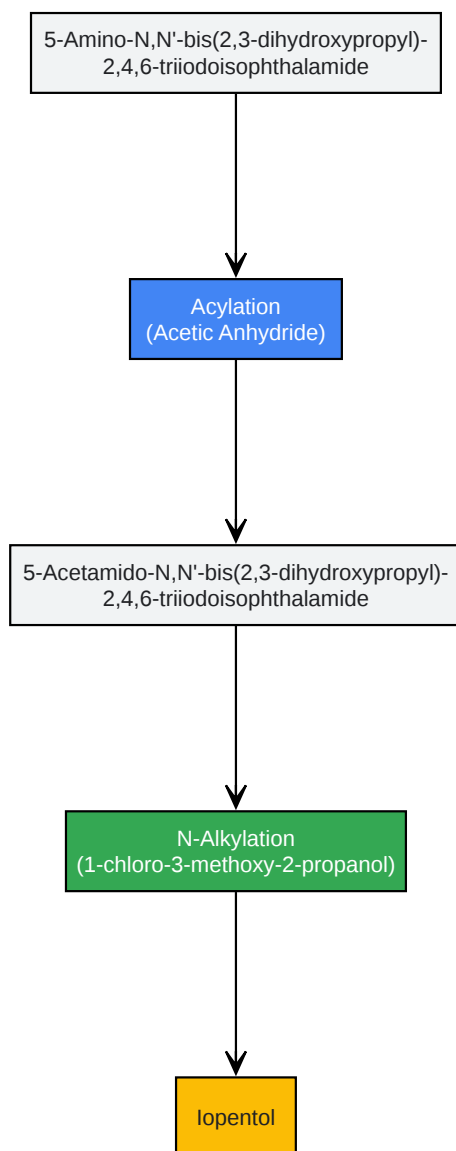 5-Amino-N,N'-bis(2,3-dihydroxypropyl)-
2,4,6-triiodoisophthalamide
Acylation
(Acetic Anhydride)
5-Acetamido-N,N'-bis(2,3-dihydroxypropyl)-
2,4,6-triiodoisophthalamide
N-Alkylation
(1-chloro-3-methoxy-2-propanol)
Iopentol